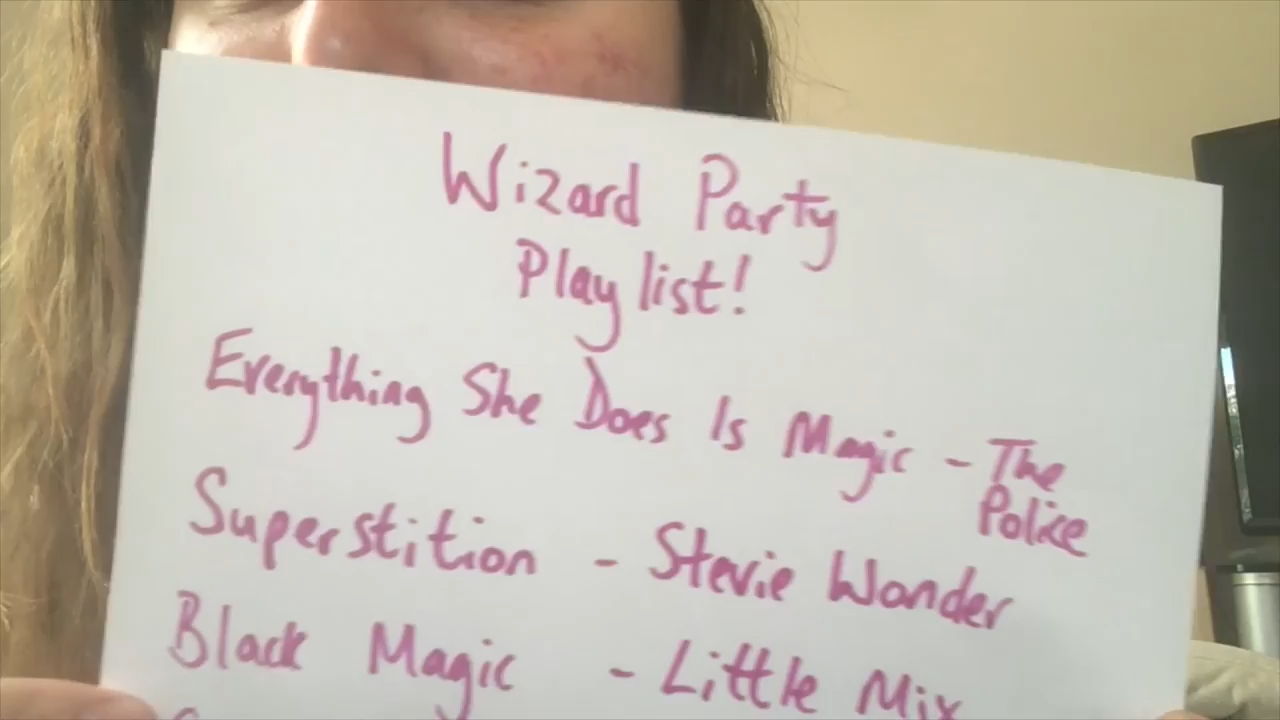 Wizard Party
Playlist!
Everything She Does Is Magic - The
Police
Superstition - Stevie Wonder
Black Magic - Little Mix